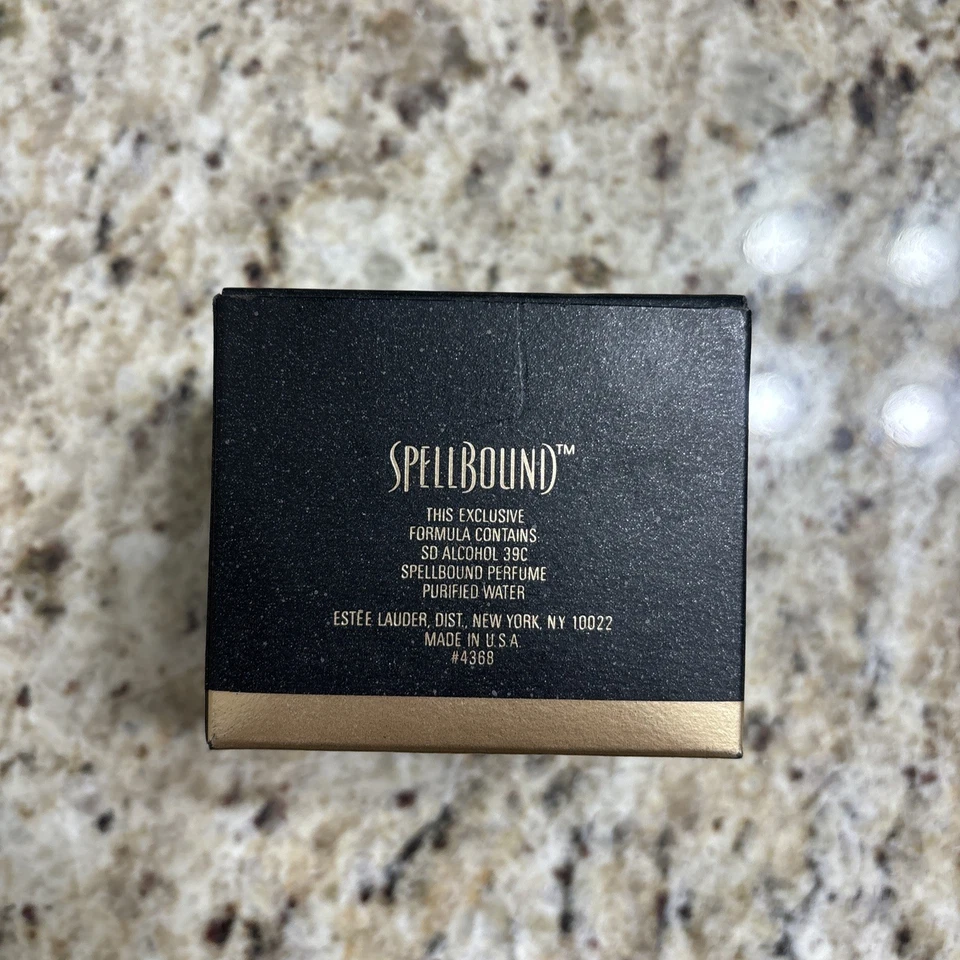 SPELLBOUND™
THIS EXCLUSIVE
FORMULA CONTAINS
SD ALCOHOL 39C
SPELLBOUND PERFUME
PURIFIED WATER
ESTĒE LAUDER, DIST., NEW YORK, N.Y 10022
MADE IN U.S.A.
#4368